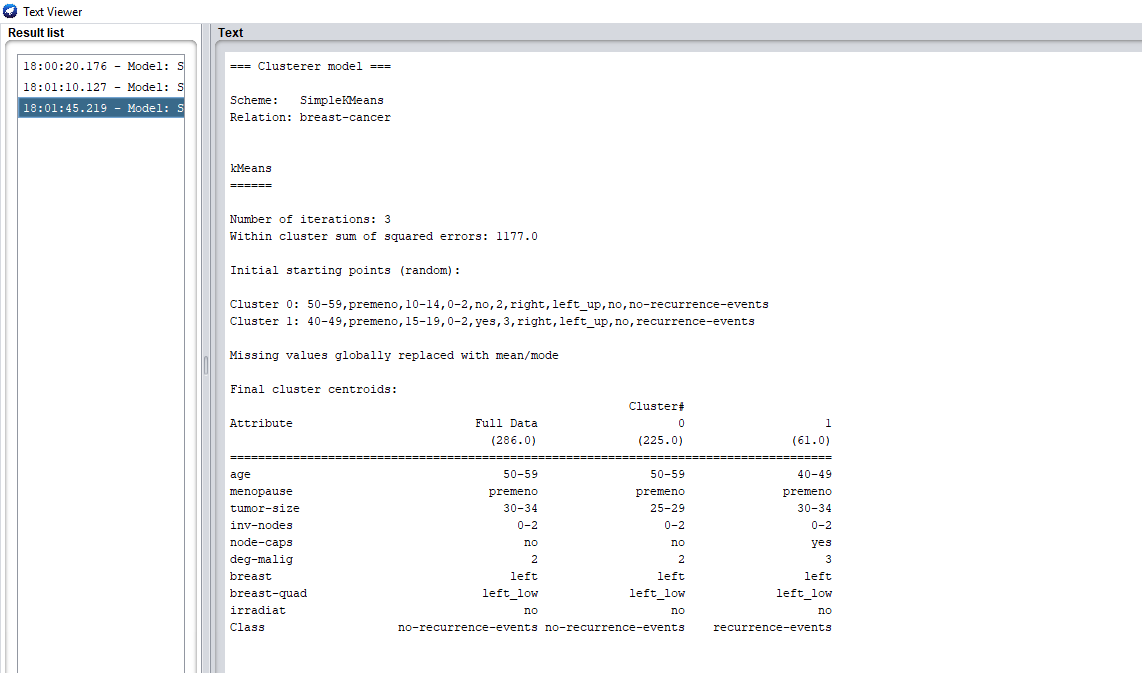 Text Viewer
Result list
18:00:20.176 - Model: S
18:01:10.127 - Model: S
18:01:45.219 - Model: S
Text
=== Clusterer model ===
Scheme: SimpleKMeans
Relation: breast-cancer
kMeans
======
Number of iterations: 3
Within cluster sum of squared errors: 1177.0
Initial starting points (random):
Cluster 0: 50-59,premeno,10-14,0-2,no,2,right,left_up,no,no-recurrence-events
Cluster 1: 40-49,premeno,15-19,0-2,yes,3,right,left_up,no,recurrence-events
Missing values globally replaced with mean/mode
Final cluster centroids:
Cluster#
Attribute Full Data 0 1
(286.0) (225.0) (61.0)
======================================================================================
age 50-59 50-59 40-49
menopause premeno premeno premeno
tumor-size 30-34 25-29 30-34
inv-nodes 0-2 0-2 0-2
node-caps no no yes
deg-malig 2 2 3
breast left left left
breast-quad left_low left_low left_low
irradiat no no no
Class no-recurrence-events no-recurrence-events recurrence-events